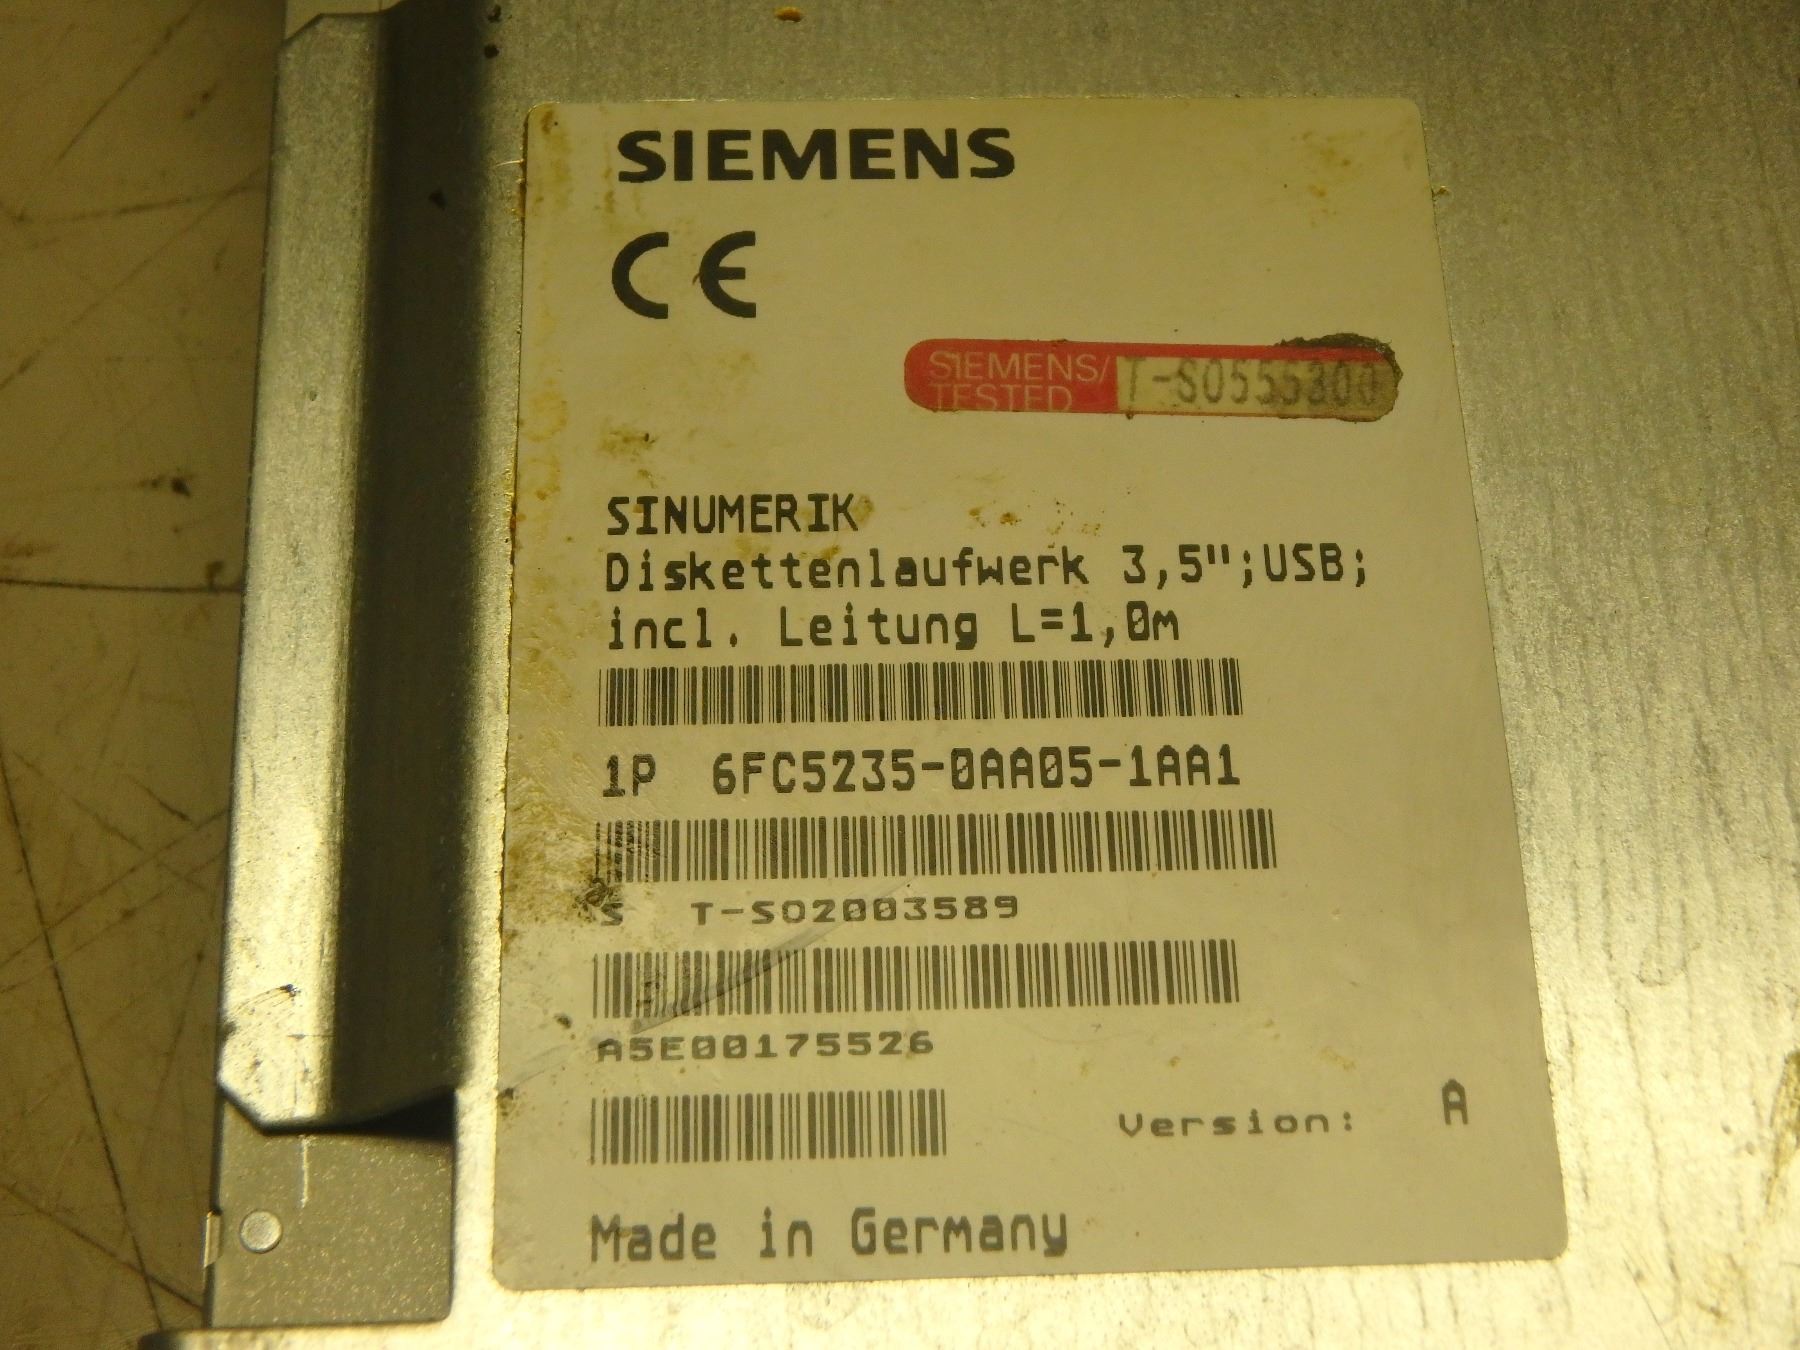 SIEMENS
CE
SIEMENS/ T-S0555300
TESTED
SINUMERIK
Diskettenlaufwerk 3,5";USB;
incl. Leitung L=1,0m
1P 6FC5235-0AA05-1AA1
S T-SO2003589
A5E00175526
Version: A
Made in Germany